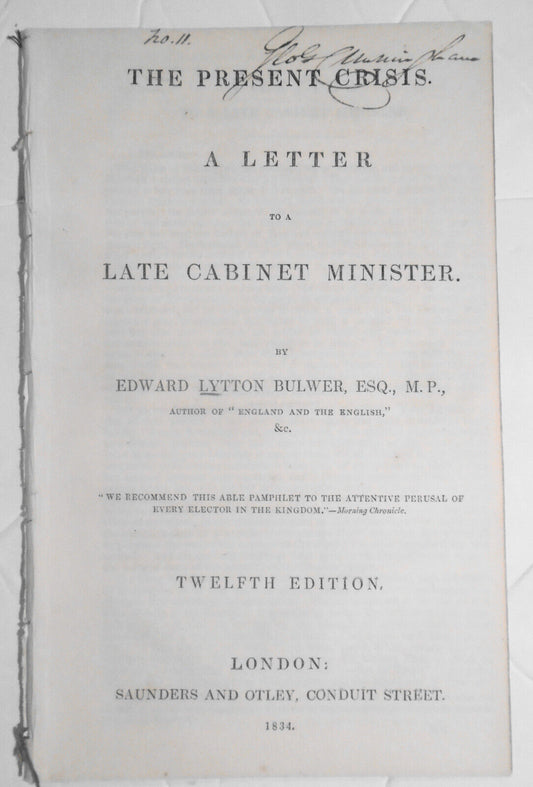 No. 11.
THE PRESENT CRISIS.
A LETTER
TO A
LATE CABINET MINISTER.
BY
EDWARD LYTTON BULWER, ESQ., M.P.,
AUTHOR OF "ENGLAND AND THE ENGLISH,"
&c.
"WE RECOMMEND THIS ABLE PAMPHLET TO THE ATTENTIVE PERUSAL OF
EVERY ELECTOR IN THE KINGDOM."—Morning Chronicle.
TWELFTH EDITION.
LONDON:
SAUNDERS AND OTLEY, CONDUIT STREET.
1834.